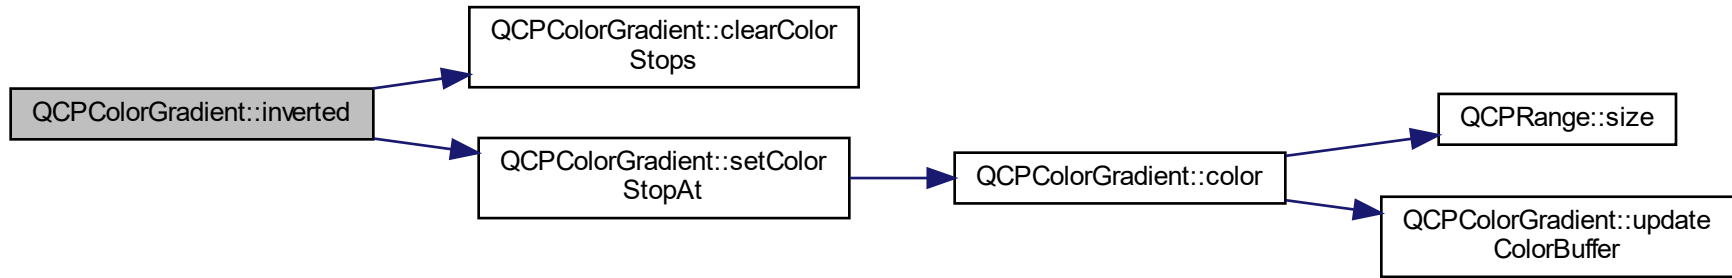 QCPColorGradient::inverted
QCPColorGradient::clearColor
Stops
QCPColorGradient::setColor
StopAt
QCPColorGradient::color
QCPRange::size
QCPColorGradient::update
ColorBuffer